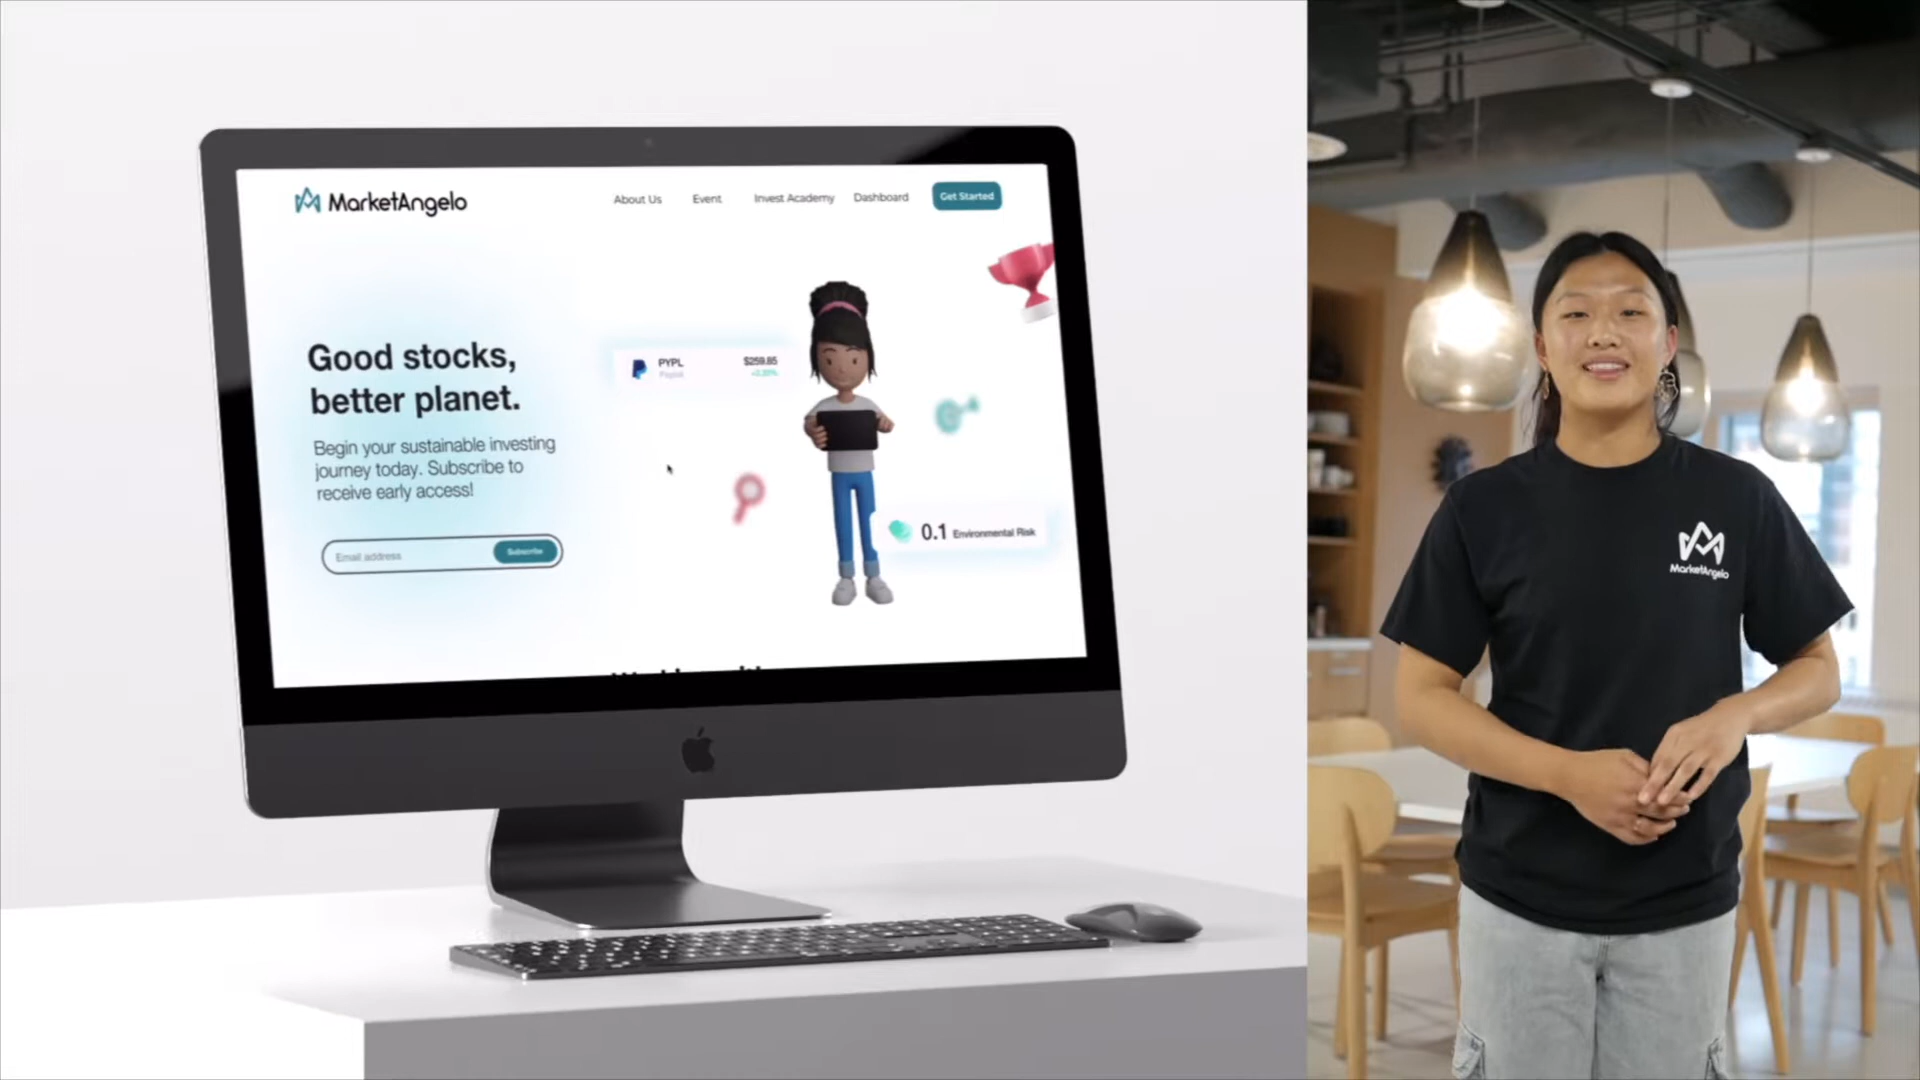 MarketAngelo
About Us
Event
Invest Academy
Dashboard
Get Started
Good stocks,
better planet.
Begin your sustainable investing
journey today. Subscribe to
receive early access!
Email address
Subscribe
PYPL
$259.85
0.1 Environmental Risk
MarketAngelo